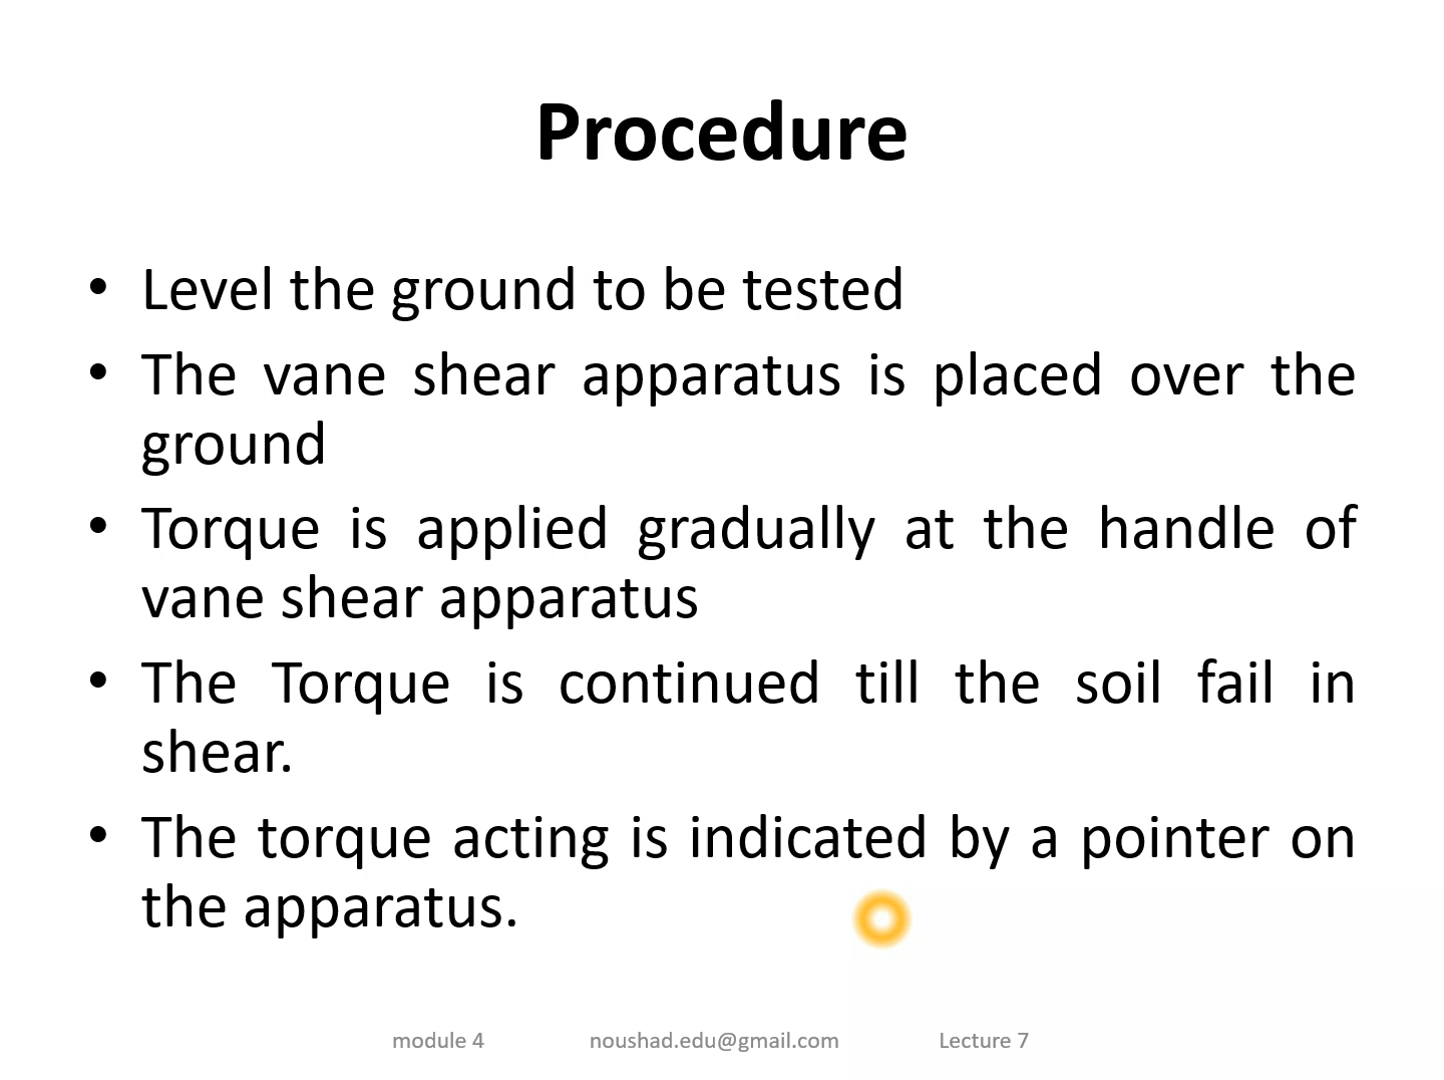 Procedure
• Level the ground to be tested
• The vane shear apparatus is placed over the
ground
• Torque is applied gradually at the handle of
vane shear apparatus
• The Torque is continued till the soil fail in
shear.
• The torque acting is indicated by a pointer on
the apparatus.
module 4 noushad.edu@gmail.com Lecture 7